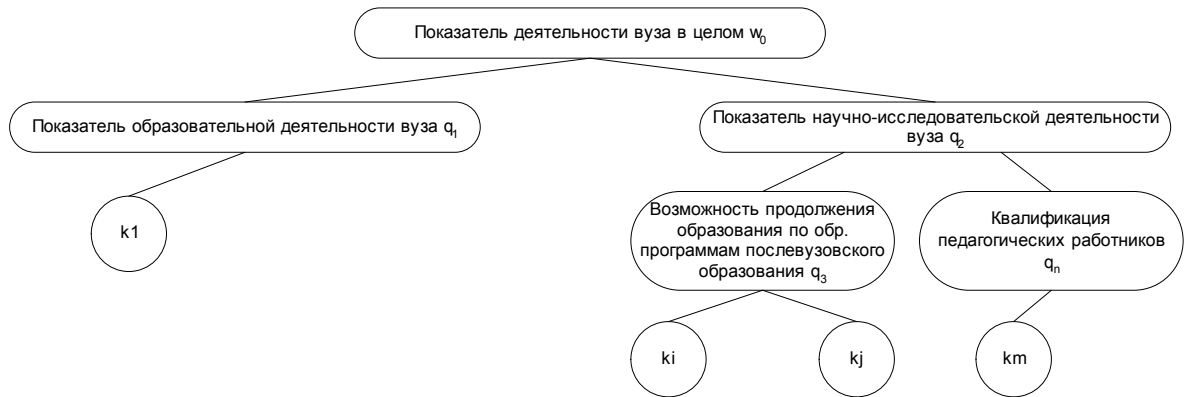 Показатель деятельности вуза в целом w0
Показатель образовательной деятельности вуза q1
Показатель научно-исследовательской деятельности
вуза q2
k1
Возможность продолжения
образования по обр.
программам послевузовского
образования q3
Квалификация
педагогических работников
qn
ki
kj
km